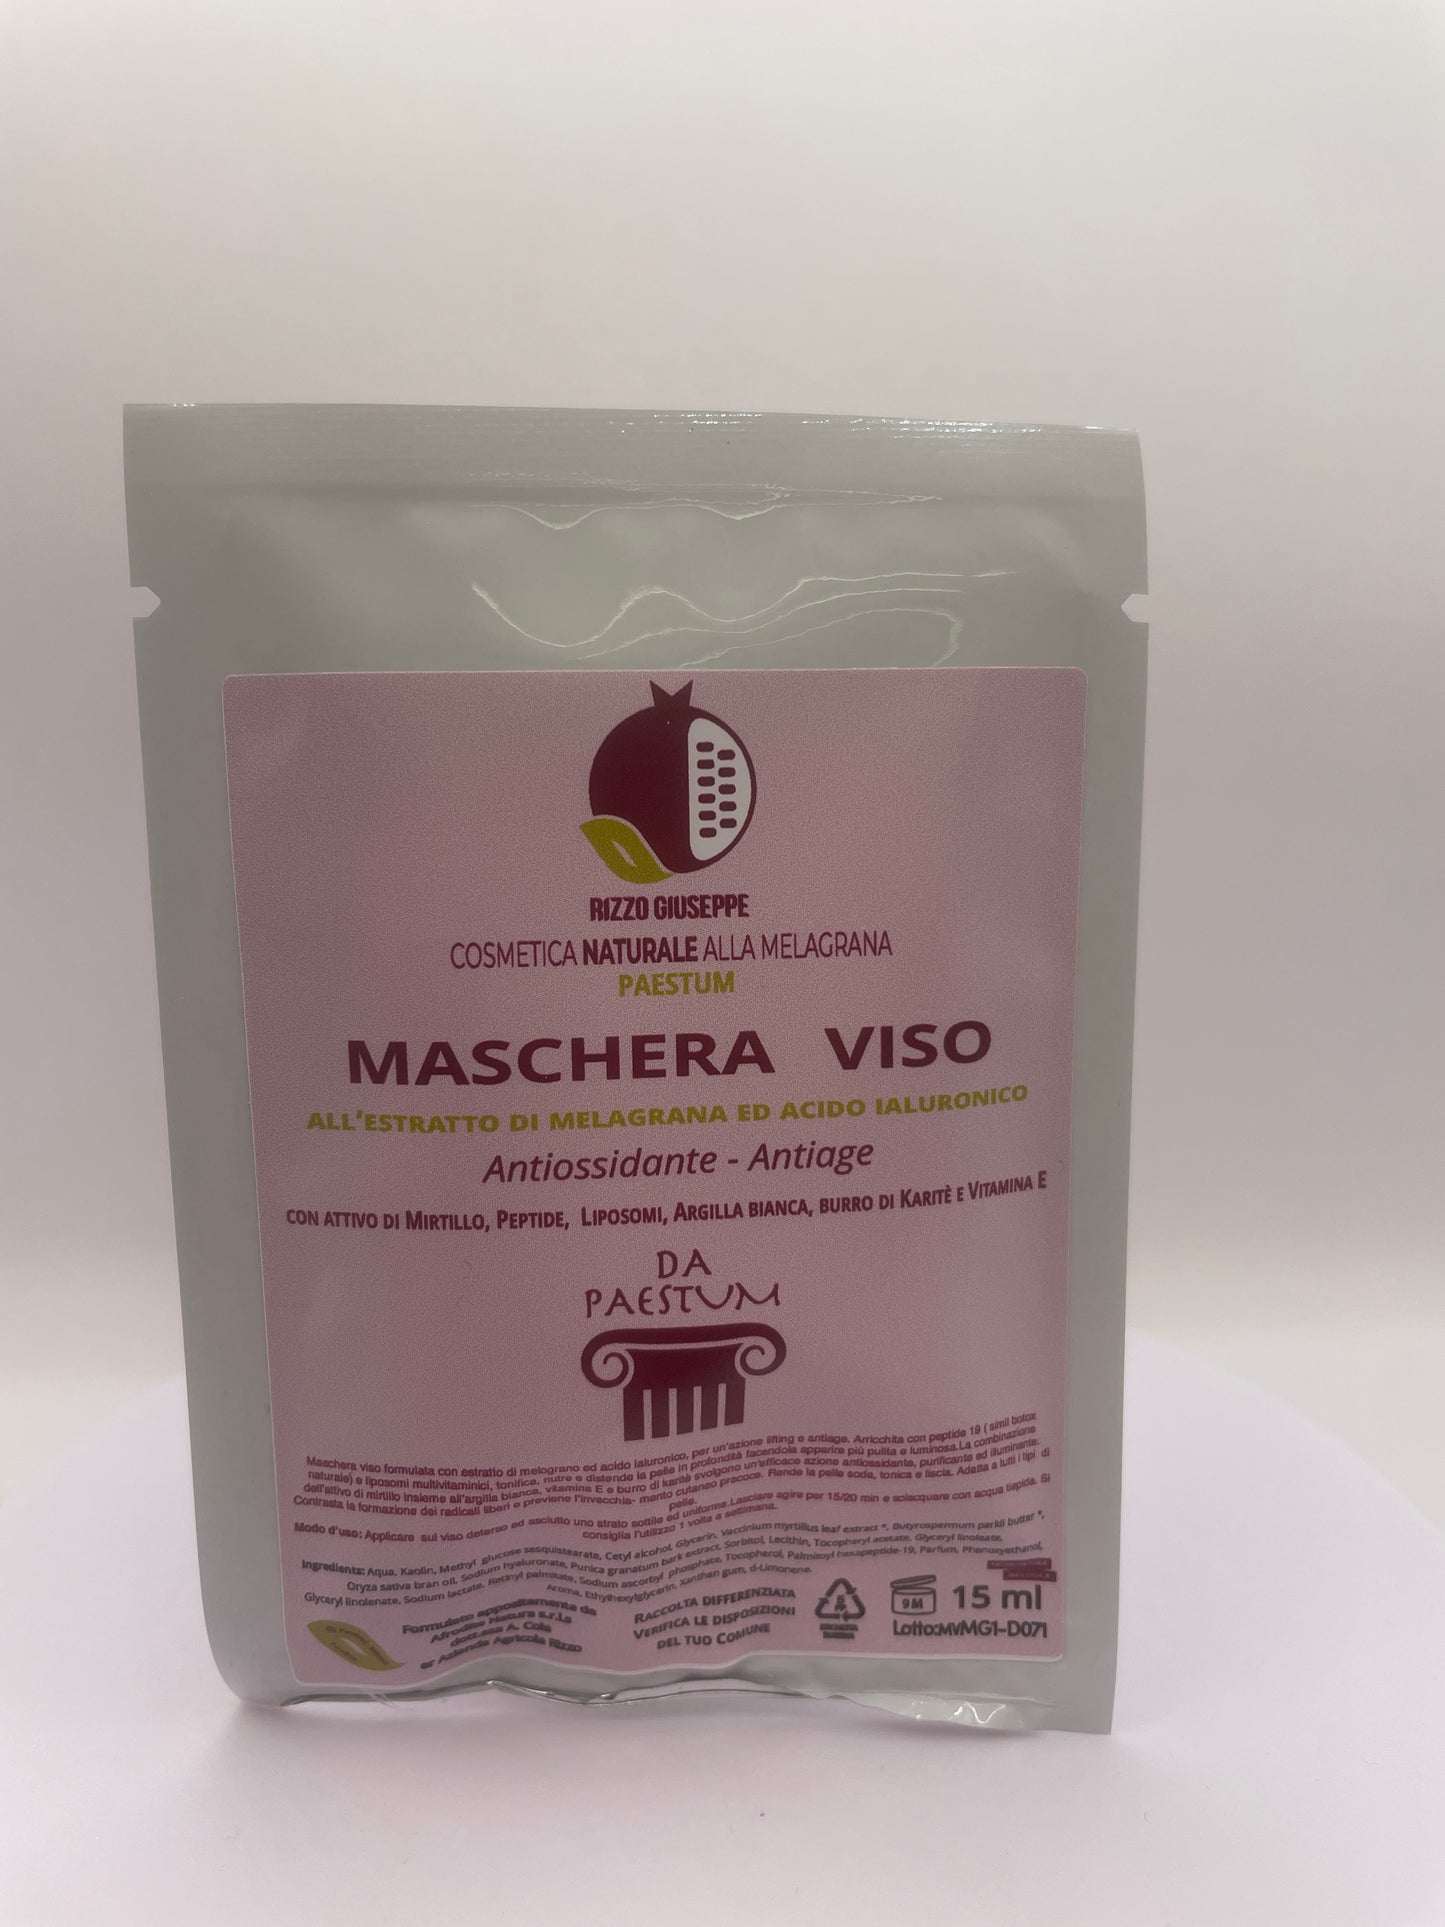 RIZZO GIUSEPPE
COSMETICA NATURALE ALLA MELAGRANA
PAESTUM
MASCHERA VISO
ALL'ESTRATTO DI MELAGRANA ED ACIDO IALURONICO
Antiossidante - Antiage
CON ATTIVO DI MIRTILLO, PEPTIDE, LIPOSOMI, ARGILLA BIANCA, BURRO DI KARITÈ E VITAMINA E
DA
PAESTUM
Maschera viso formulata con estratto di melograno ed acido ialuronico, per un'azione lifting e antiage. Arricchita con peptide 19 ( simil botox
naturale) e liposomi multivitaminici, tonifica, nutre e distende la pelle in profondità facendola apparire più pulita e luminosa.La combinazione
dell'attivo di mirtillo insieme all'argilla bianca, vitamina E e burro di karitè svolgono un'efficace azione antiossidante, purificante ed illuminante.
Contrasta la formazione dei radicali liberi e previene l'invecchia- mento cutaneo precoce. Rende la pelle soda, tonica e liscia. Adatta a tutti i tipi di
pelle.
Modo d'uso: Applicare sul viso deterso ed asciutto uno strato sottile ed uniforme.Lasciare agire per 15/20 min e sciacquare con acqua tiepida. Si
consiglia l'utilizzo 1 volta a settimana.
Ingredients: Aqua, Kaolin, Methyl glucose sesquistearate, Cetyl alcohol, Glycerin, Vaccinium myrtillus leaf extract *, Butyrospermum parkii butter *,
Oryza sativa bran oil, Sodium hyaluronate, Punica granatum bark extract, Sorbitol, Lecithin, Tocopheryl acetate, Glyceryl linoleate,
Glyceryl linolenate, Sodium lactate, Retinyl palmitate, Sodium ascorbyl phosphate, Tocopherol, Palmitoyl hexapeptide-19, Parfum, Phenoxyethanol,
Aroma, Ethylhexylglycerin, Xanthan gum, d-Limonene.
Formulato appositamente da
Afrodite Natura s.r.l.s
dott.ssa A. Cola
Azienda Agricola Rizzo
RACCOLTA DIFFERENZIATA
VERIFICA LE DISPOSIZIONI
DEL TUO COMUNE
5
PP
9M
15 ml
Lotto:MVMG1-D071